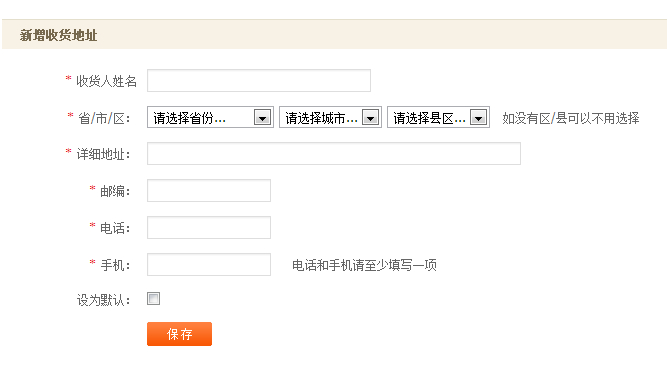 新增收货地址
* 收货人姓名
* 省/市/区： 请选择省份... 请选择城市... 请选择县区... 如没有区/县可以不用选择
* 详细地址：
* 邮编：
* 电话：
* 手机： 电话和手机请至少填写一项
设为默认：
保存